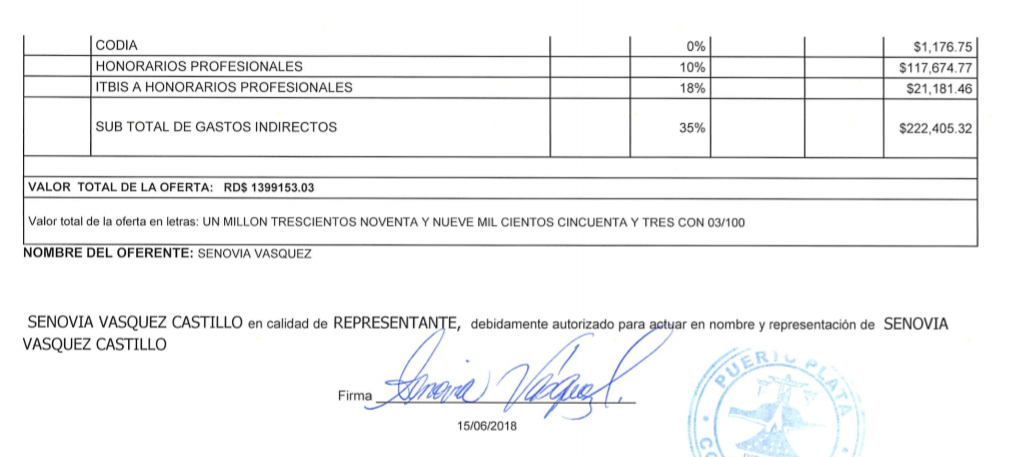 CODIA 0% $1,176.75
HONORARIOS PROFESIONALES 10% $117,674.77
ITBIS A HONORARIOS PROFESIONALES 18% $21,181.46
SUB TOTAL DE GASTOS INDIRECTOS 35% $222,405.32
VALOR TOTAL DE LA OFERTA: RD$ 1399153.03
Valor total de la oferta en letras: UN MILLON TRESCIENTOS NOVENTA Y NUEVE MIL CIENTOS CINCUENTA Y TRES CON 03/100
NOMBRE DEL OFERENTE: SENOVIA VASQUEZ
SENOVIA VASQUEZ CASTILLO en calidad de REPRESENTANTE, debidamente autorizado para actuar en nombre y representación de SENOVIA
VASQUEZ CASTILLO
Firma Senovia Vásquez C.
15/06/2018
PUERTO PLATA